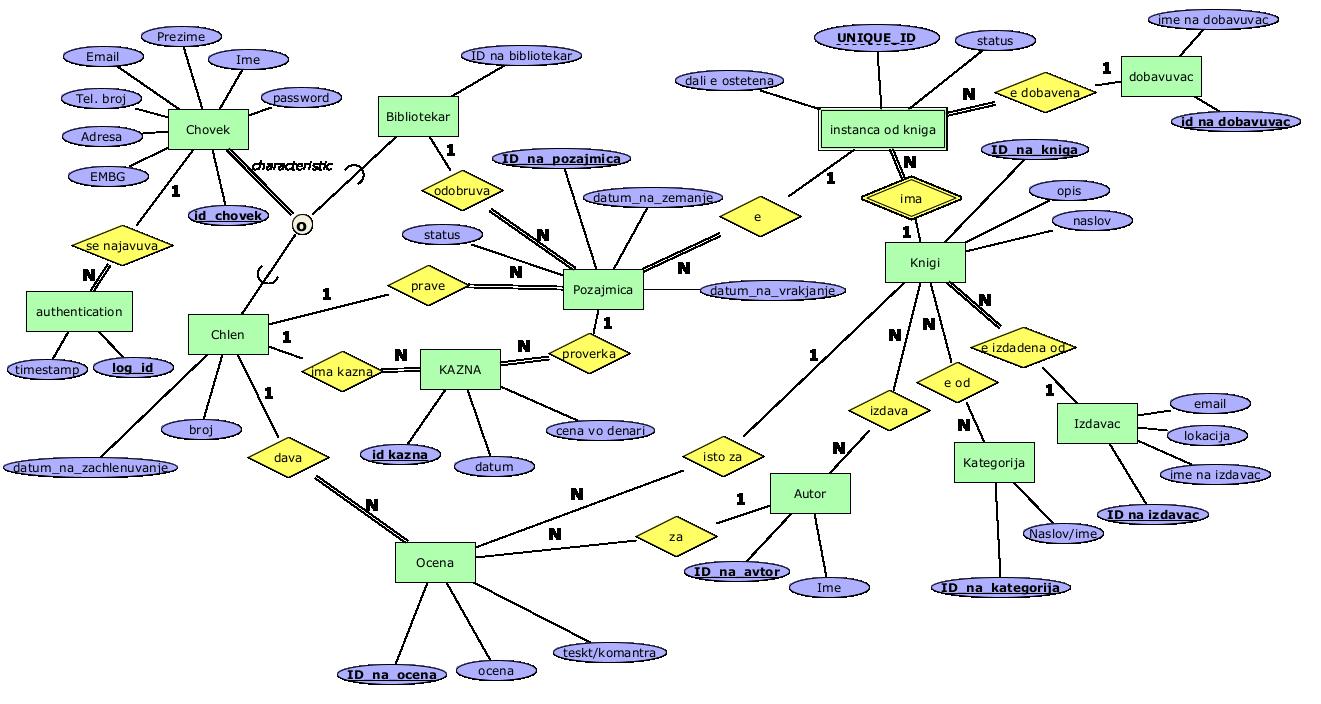 Prezime
Email
Ime
Tel. broj
password
Chovek
Adresa
EMBG
characteristic
id_chovek
1
se najavuva
N
authentication
timestamp
log_id
o
ID na bibliotekar
Bibliotekar
1
odobruva
N
ID_na_pozajmica
datum_na_zemanje
status
Pozajmica
datum_na_vrakjanje
prave
N
1
Chlen
1
ima kazna
N
KAZNA
N
proverka
1
id kazna
datum
cena vo denari
broj
datum_na_zachlenuvanje
1
dava
N
Ocena
ID_na_ocena
ocena
teskt/komantra
N
isto za
1
N
za
1
Autor
ID_na_avtor
Ime
UNIQUE_ID
status
dali e ostetena
instanca od kniga
N
e dobavena
1
dobavuvac
ime na dobavuvac
id na dobavuvac
1
e
N
N
ima
1
Knigi
ID_na_kniga
opis
naslov
N
izdava
N
N
e od
N
Kategorija
Naslov/ime
ID_na_kategorija
N
e izdadena od
1
Izdavac
email
lokacija
ime na izdavac
ID na izdavac